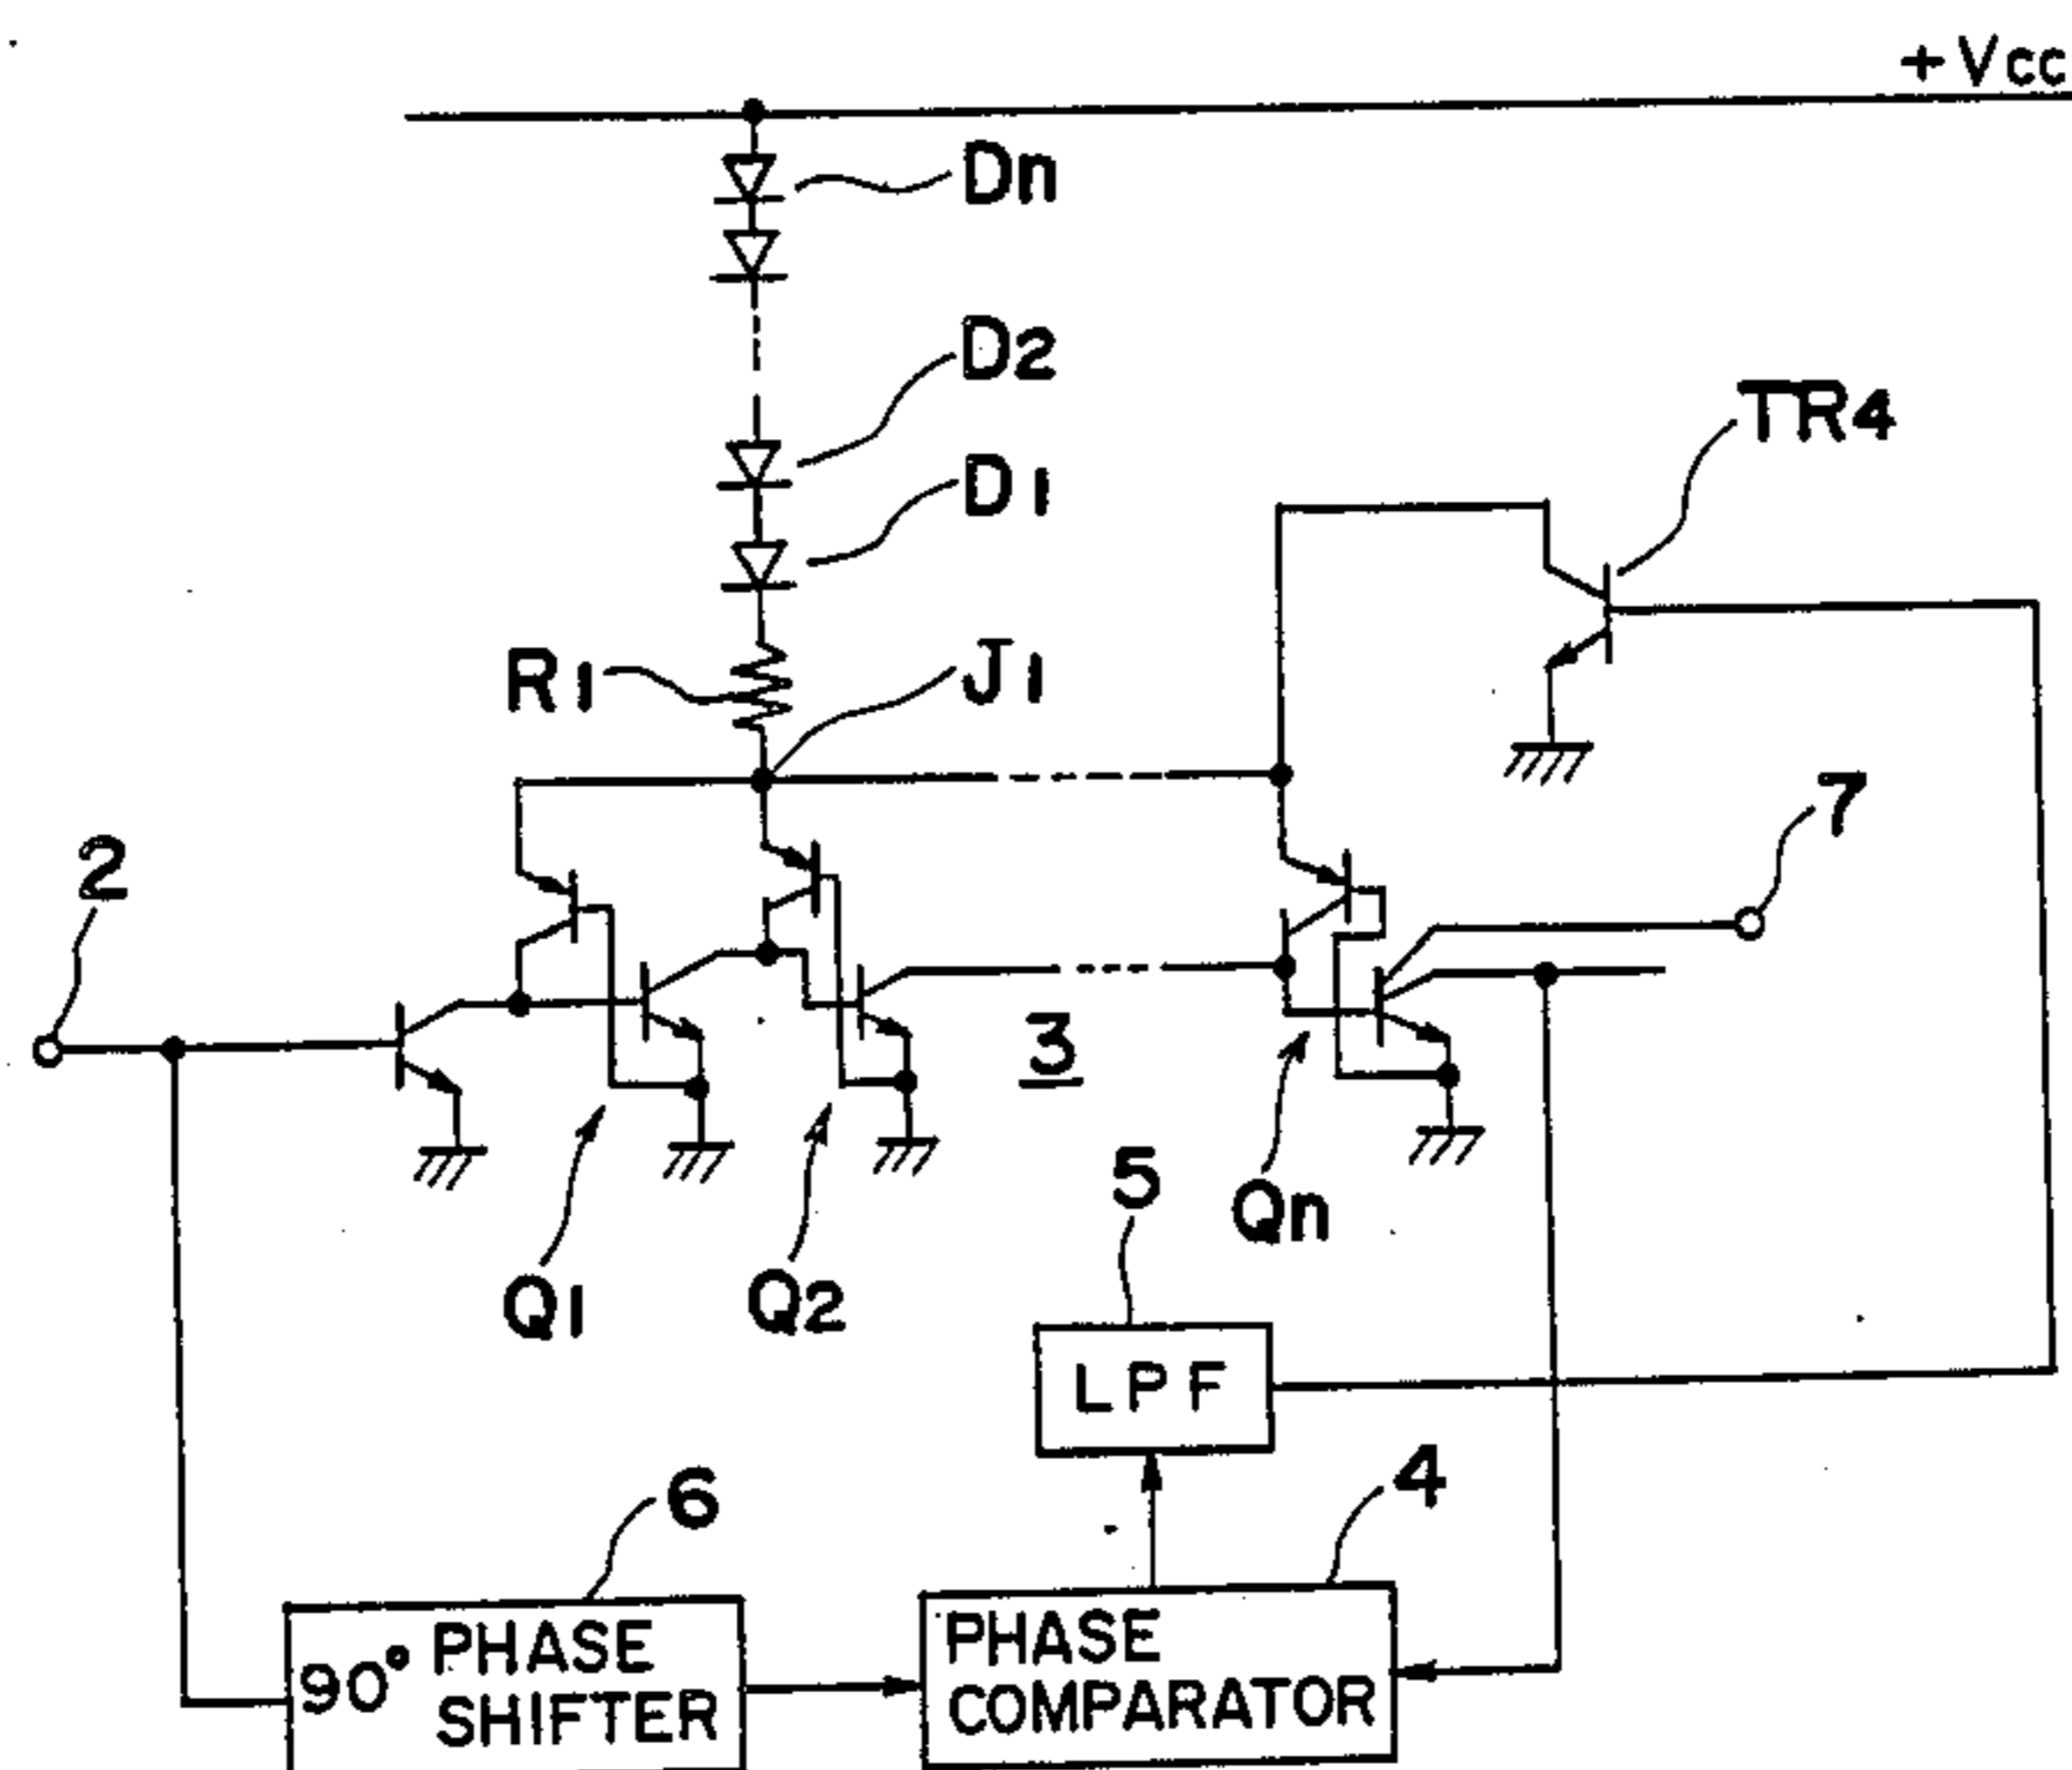 +Vcc
Dn
D2
D1
TR4
R1
J1
7
2
3
5
Qn
Q1
Q2
LPF
4
6
90° PHASE
SHIFTER
PHASE
COMPARATOR